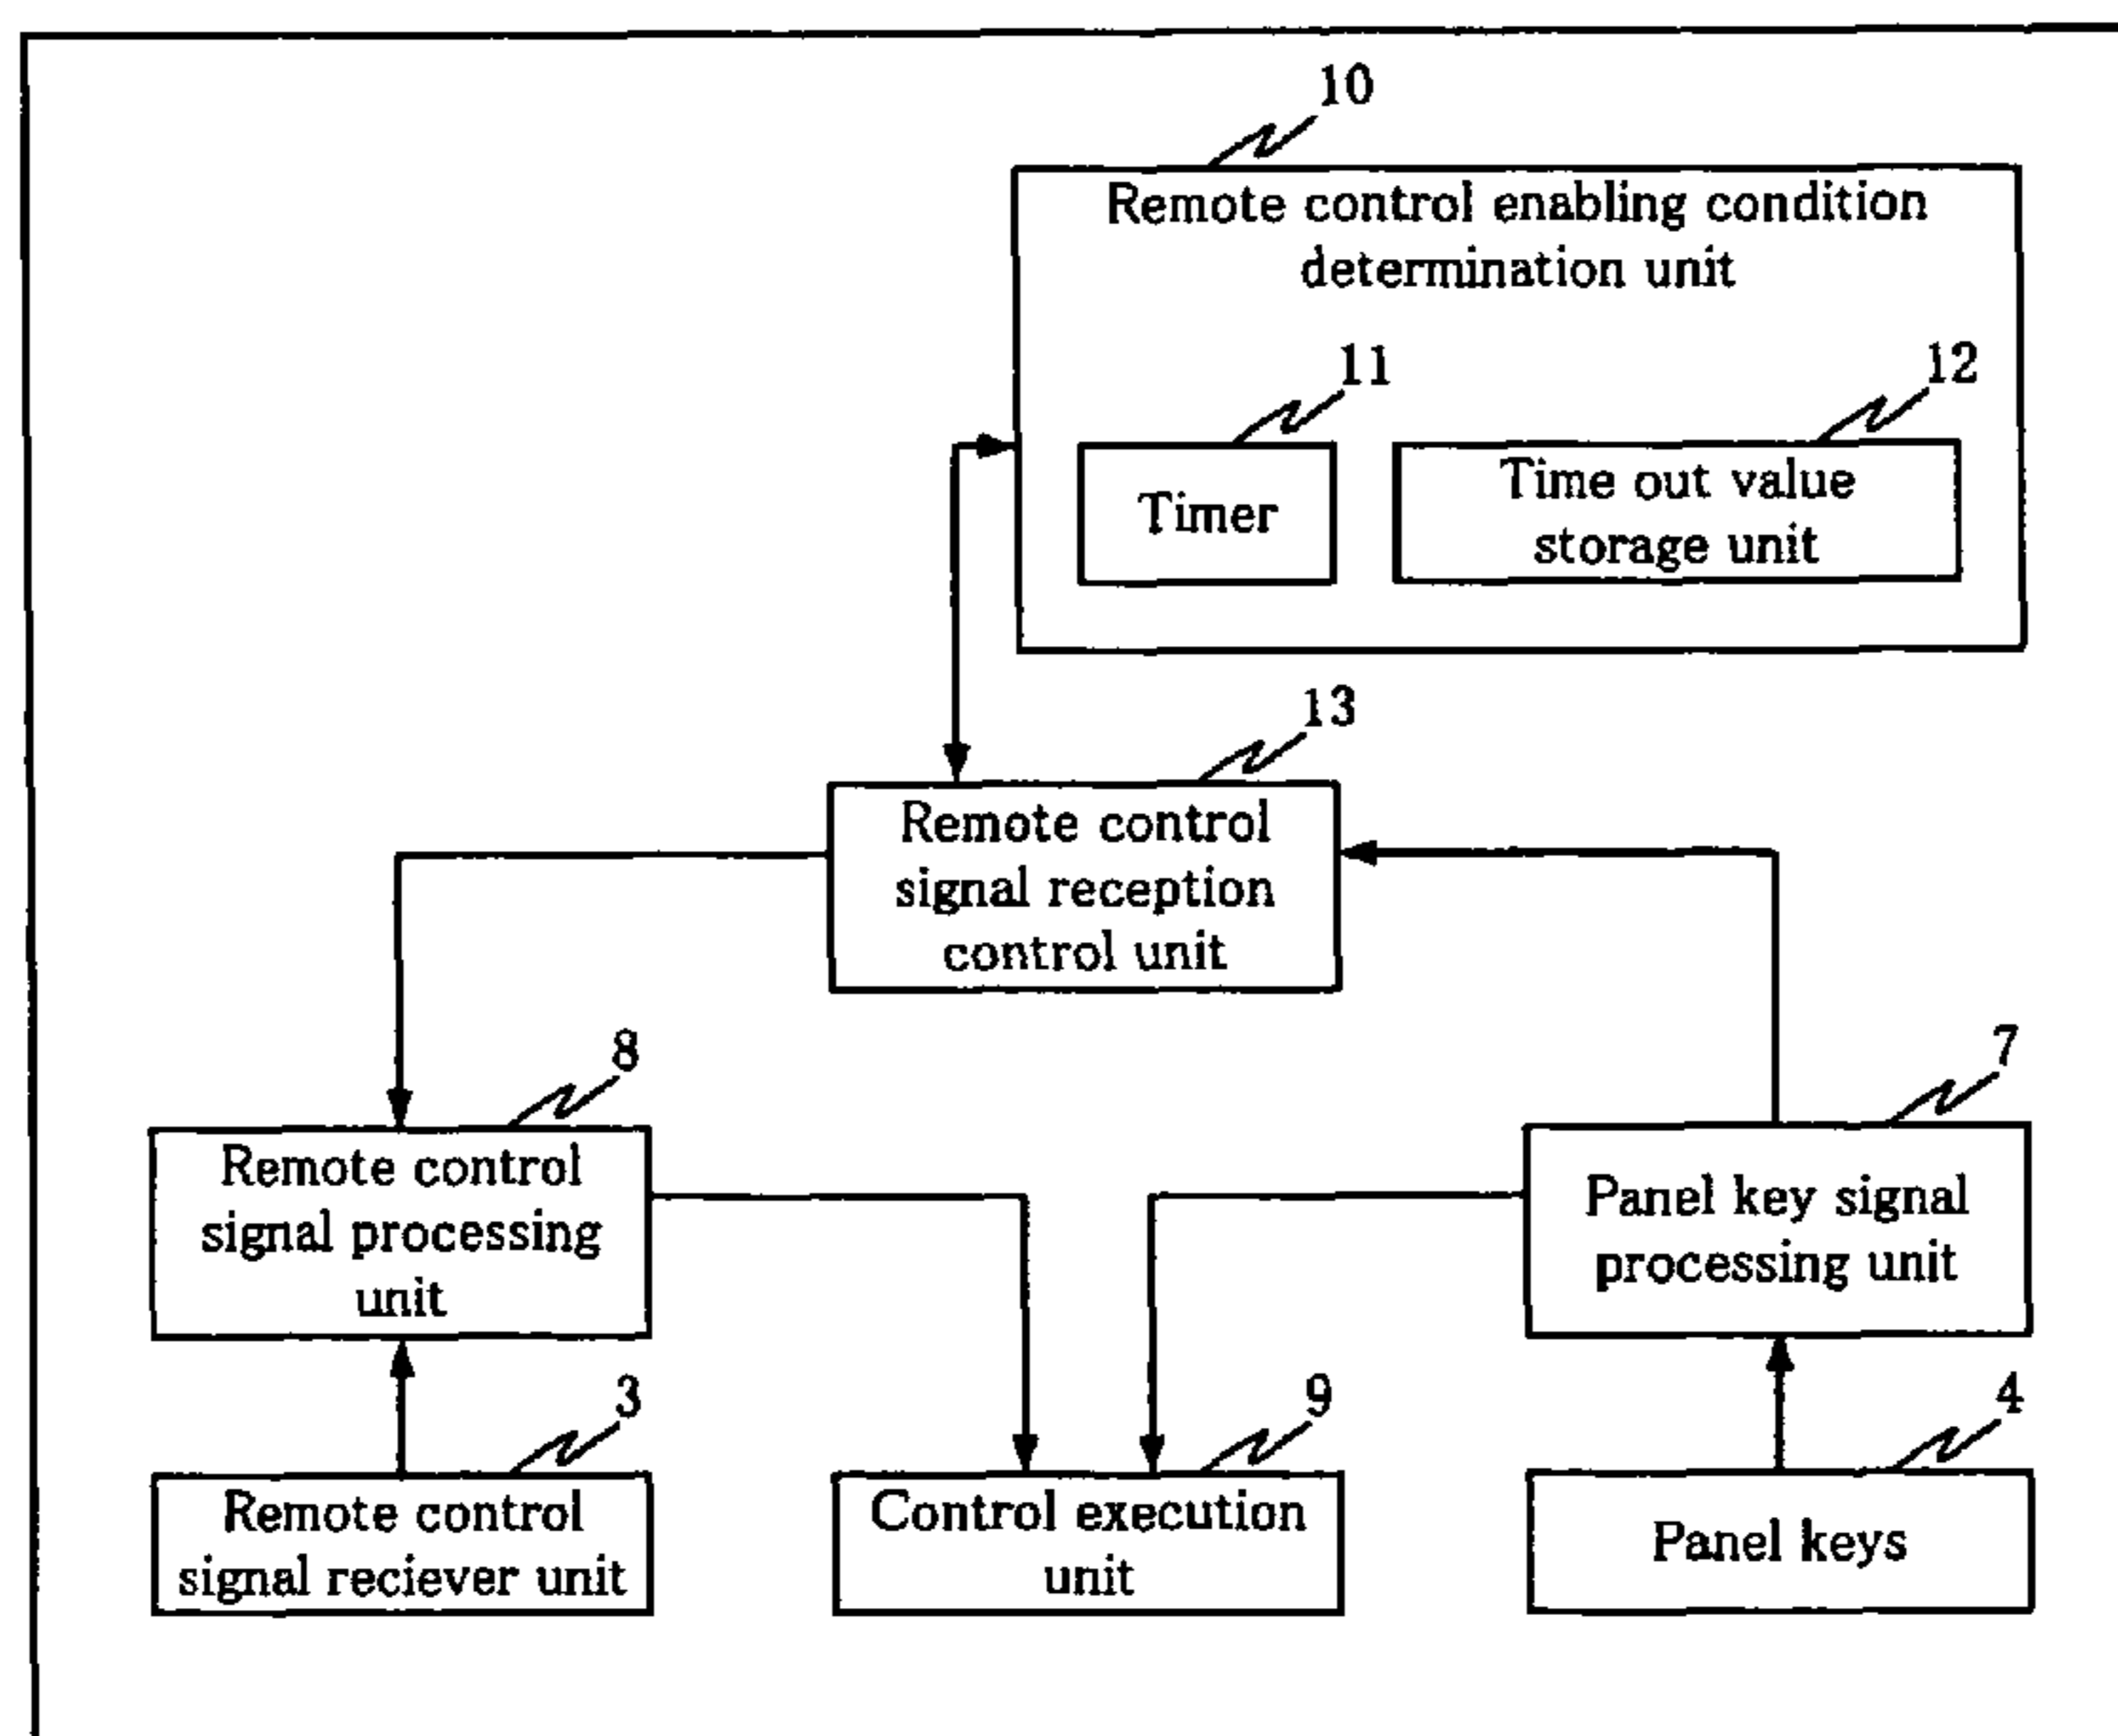 10
Remote control enabling condition
determination unit
11
12
Timer
Time out value
storage unit
13
Remote control
signal reception
control unit
8
7
Remote control
signal processing
unit
Panel key signal
processing unit
3
9
4
Remote control
signal reciever unit
Control execution
unit
Panel keys